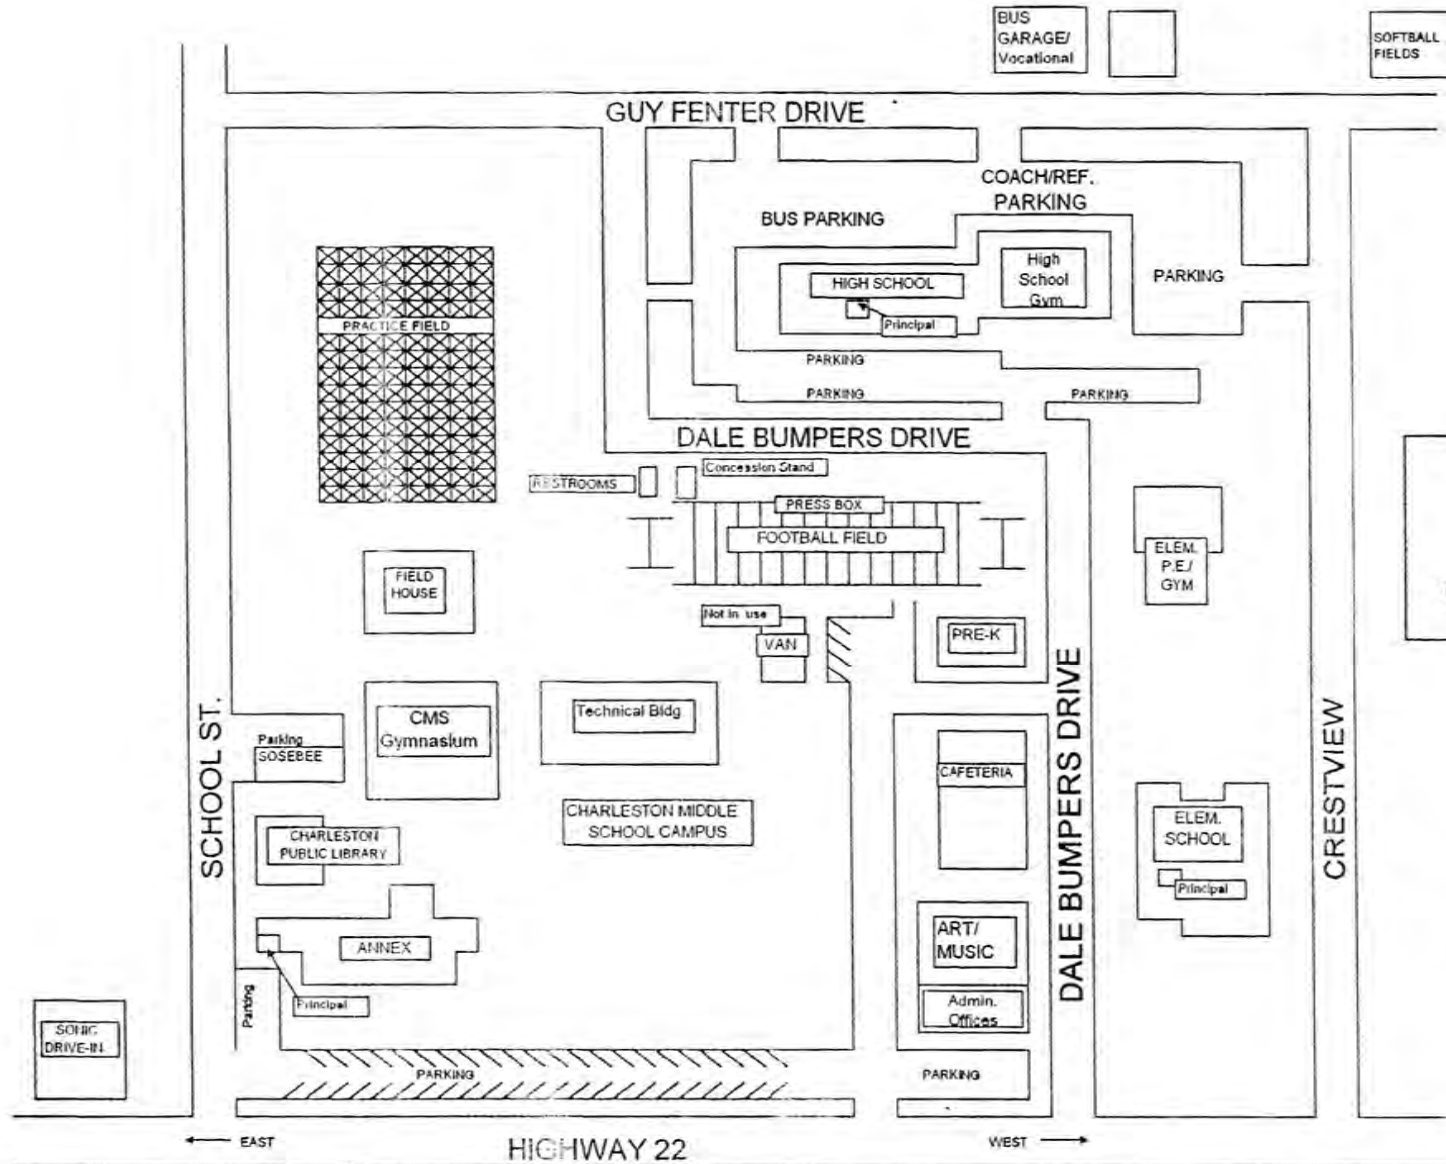 BUS
GARAGE/
Vocational
SOFTBALL
FIELDS
GUY FENTER DRIVE
COACH/REF.
PARKING
BUS PARKING
High
School
Gym
PARKING
HIGH SCHOOL
Principal
PRACTICE FIELD
PARKING
PARKING
PARKING
DALE BUMPERS DRIVE
Concession Stand
RESTROOMS
PRESS BOX
FOOTBALL FIELD
ELEM.
P.E./
GYM
FIELD
HOUSE
Not in use
VAN
PRE-K
SCHOOL ST.
CMS
Gymnasium
Technical Bldg
Parking
SOSEBEE
CAFETERIA
DALE BUMPERS DRIVE
CRESTVIEW
CHARLESTON MIDDLE
SCHOOL CAMPUS
CHARLESTON
PUBLIC LIBRARY
ELEM.
SCHOOL
Principal
ANNEX
ART/
MUSIC
Principal
Parking
Admin.
Offices
SONIC
DRIVE-IN
PARKING
PARKING
EAST
HIGHWAY 22
WEST